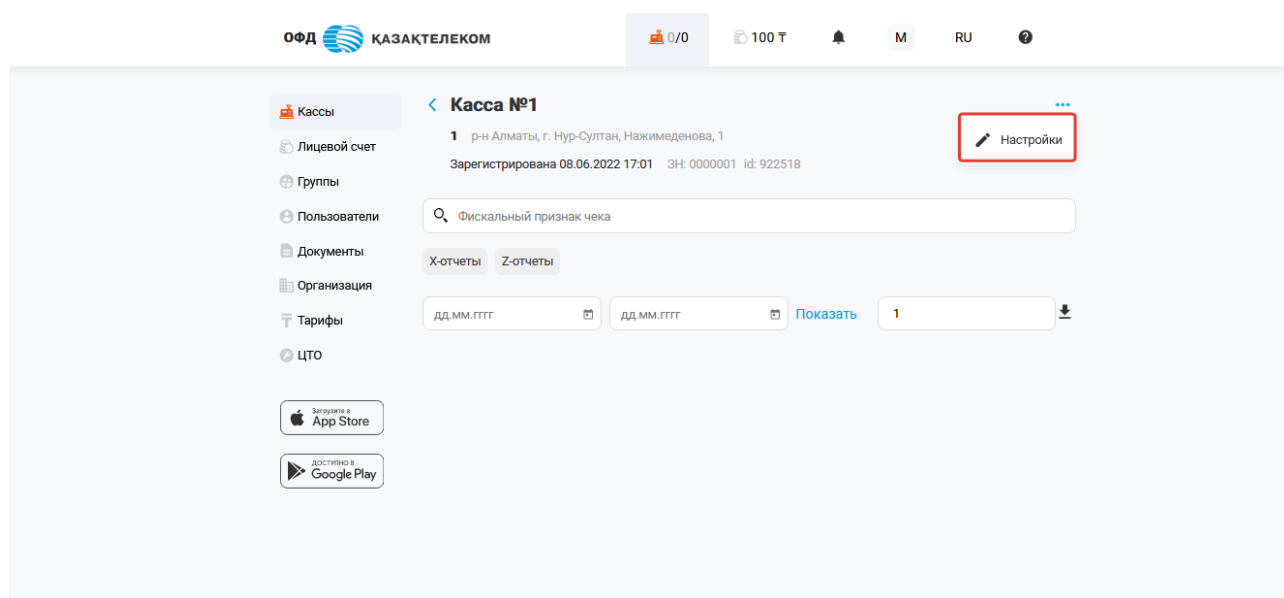 ОФД ҚАЗАҚТЕЛЕКОМ 0/0 100 ₸ M RU ?
Кассы
Лицевой счет
Группы
Пользователи
Документы
Организация
Тарифы
ЦТО
Загрузите в
App Store
ДОСТУПНО В
Google Play
Касса №1
1 р-н Алматы, г. Нур-Султан, Нажимеденова, 1
Зарегистрирована 08.06.2022 17:01 ЗН: 0000001 id: 922518
Настройки
Фискальный признак чека
X-отчеты Z-отчеты
дд.мм.гггг дд.мм.гггг Показать 1